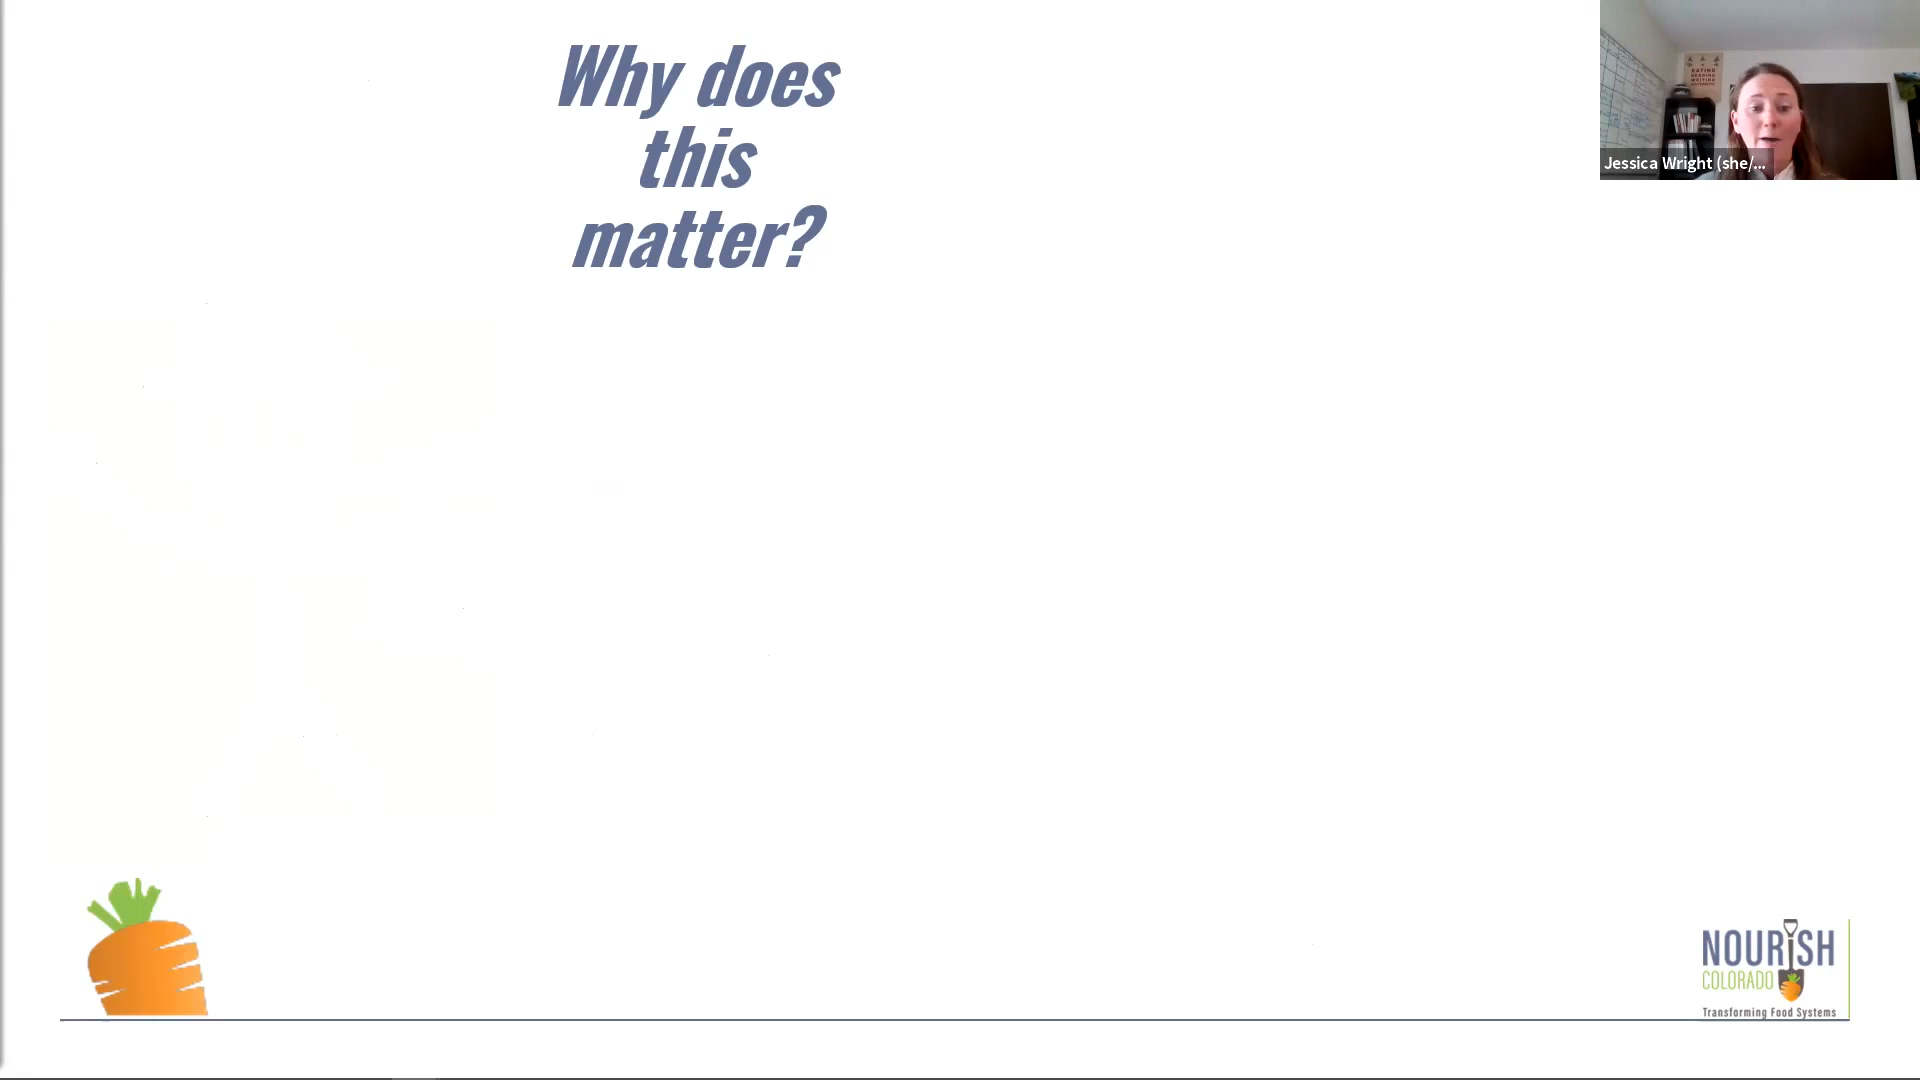 Why does
this
matter?
Jessica Wright (she/...
NOURISH
COLORADO
Transforming Food Systems